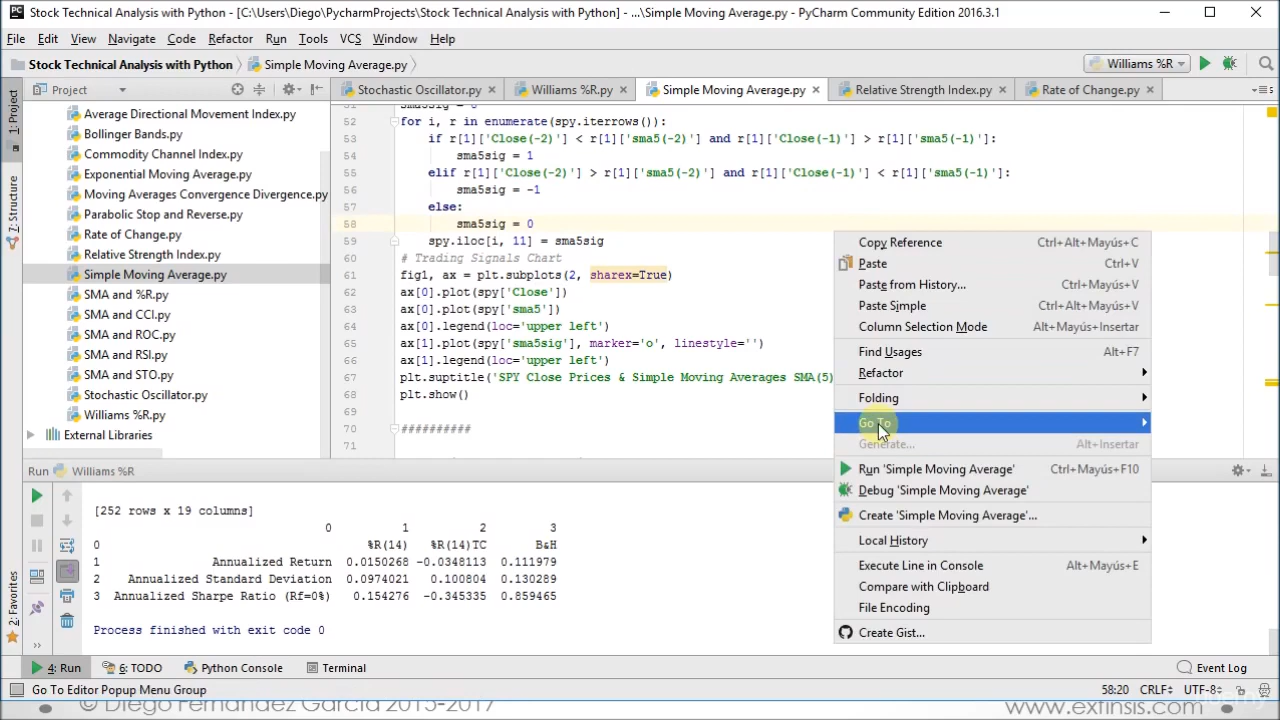 Stock Technical Analysis with Python - [C:\Users\Diego\PycharmProjects\Stock Technical Analysis with Python] - ...\Simple Moving Average.py - PyCharm Community Edition 2016.3.1
File Edit View Navigate Code Refactor Run Tools VCS Window Help
Stock Technical Analysis with Python Simple Moving Average.py Williams %R
1: Project
Z: Structure
2: Favorites
Project
Average Directional Movement Index.py
Bollinger Bands.py
Commodity Channel Index.py
Exponential Moving Average.py
Moving Averages Convergence Divergence.py
Parabolic Stop and Reverse.py
Rate of Change.py
Relative Strength Index.py
Simple Moving Average.py
SMA and %R.py
SMA and CCI.py
SMA and ROC.py
SMA and RSI.py
SMA and STO.py
Stochastic Oscillator.py
Williams %R.py
External Libraries
Stochastic Oscillator.py Williams %R.py Simple Moving Average.py Relative Strength Index.py Rate of Change.py
51 sma5sig = 0
52 for i, r in enumerate(spy.iterrows()):
53 if r[1]['Close(-2)'] < r[1]['sma5(-2)'] and r[1]['Close(-1)'] > r[1]['sma5(-1)']:
54 sma5sig = 1
55 elif r[1]['Close(-2)'] > r[1]['sma5(-2)'] and r[1]['Close(-1)'] < r[1]['sma5(-1)']:
56 sma5sig = -1
57 else:
58 sma5sig = 0
59 spy.iloc[i, 11] = sma5sig
60 # Trading Signals Chart
61 fig1, ax = plt.subplots(2, sharex=True)
62 ax[0].plot(spy['Close'])
63 ax[0].plot(spy['sma5'])
64 ax[0].legend(loc='upper left')
65 ax[1].plot(spy['sma5sig'], marker='o', linestyle='')
66 ax[1].legend(loc='upper left')
67 plt.suptitle('SPY Close Prices & Simple Moving Averages SMA(5)
68 plt.show()
69
70 ##########
71
Copy Reference Ctrl+Alt+Mayús+C
Paste Ctrl+V
Paste from History... Ctrl+Mayús+V
Paste Simple Ctrl+Alt+Mayús+V
Column Selection Mode Alt+Mayús+Insertar
Find Usages Alt+F7
Refactor
Folding
Go To
Generate... Alt+Insertar
Run 'Simple Moving Average' Ctrl+Mayús+F10
Debug 'Simple Moving Average'
Create 'Simple Moving Average'...
Local History
Execute Line in Console Alt+Mayús+E
Compare with Clipboard
File Encoding
Create Gist...
Run Williams %R
[252 rows x 19 columns]
0 1 2 3
0 %R(14) %R(14)TC B&H
1 Annualized Return 0.0150268 -0.0348113 0.111979
2 Annualized Standard Deviation 0.0974021 0.100804 0.130289
3 Annualized Sharpe Ratio (Rf=0%) 0.154276 -0.345335 0.859465
Process finished with exit code 0
4: Run 6: TODO Python Console Terminal Event Log
Go To Editor Popup Menu Group 58:20 CRLF UTF-8
© Diego Fernandez Garcia 2015-2017 www.exfinsis.com